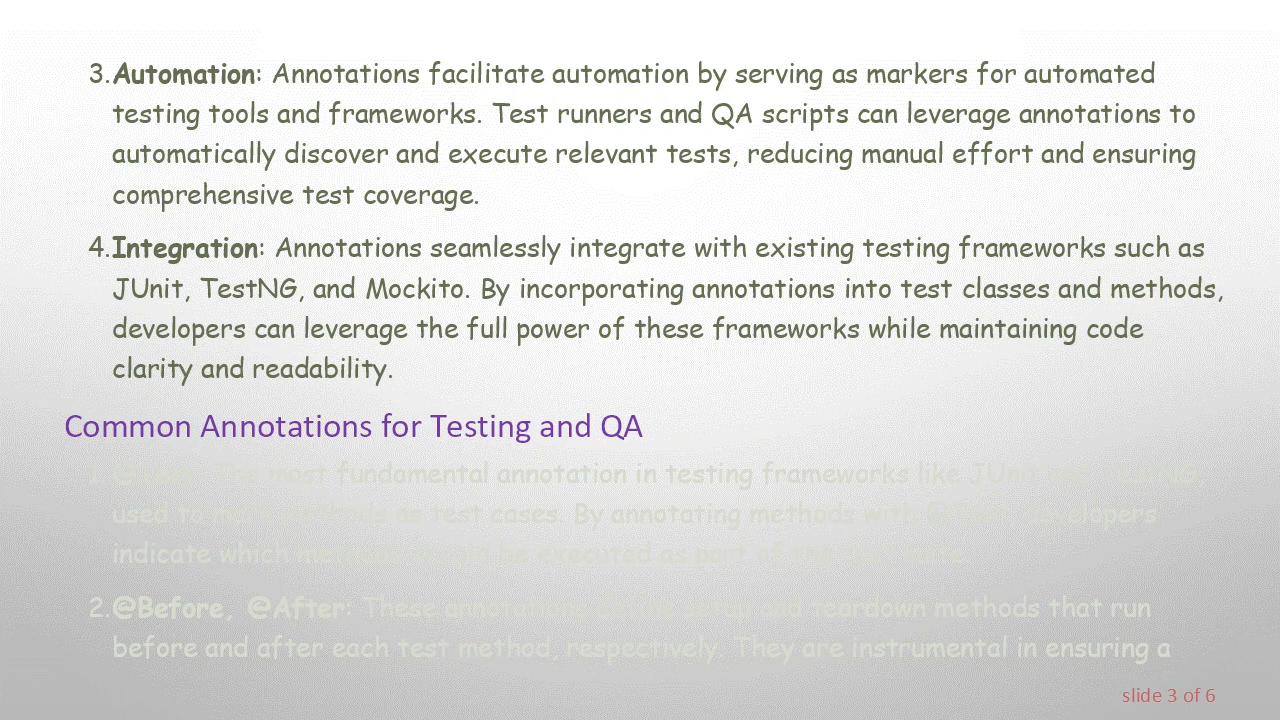 3.Automation: Annotations facilitate automation by serving as markers for automated
testing tools and frameworks. Test runners and QA scripts can leverage annotations to
automatically discover and execute relevant tests, reducing manual effort and ensuring
comprehensive test coverage.
4.Integration: Annotations seamlessly integrate with existing testing frameworks such as
JUnit, TestNG, and Mockito. By incorporating annotations into test classes and methods,
developers can leverage the full power of these frameworks while maintaining code
clarity and readability.
Common Annotations for Testing and QA
most fundamental annotation in testing frameworks like JUnit
used to as test cases. By annotating methods with developers
indicate which be executed as part of the
2.@Before, @After: These teardown methods that run
before and after each test method, respectively. They are instrumental in ensuring a
slide 3 of 6